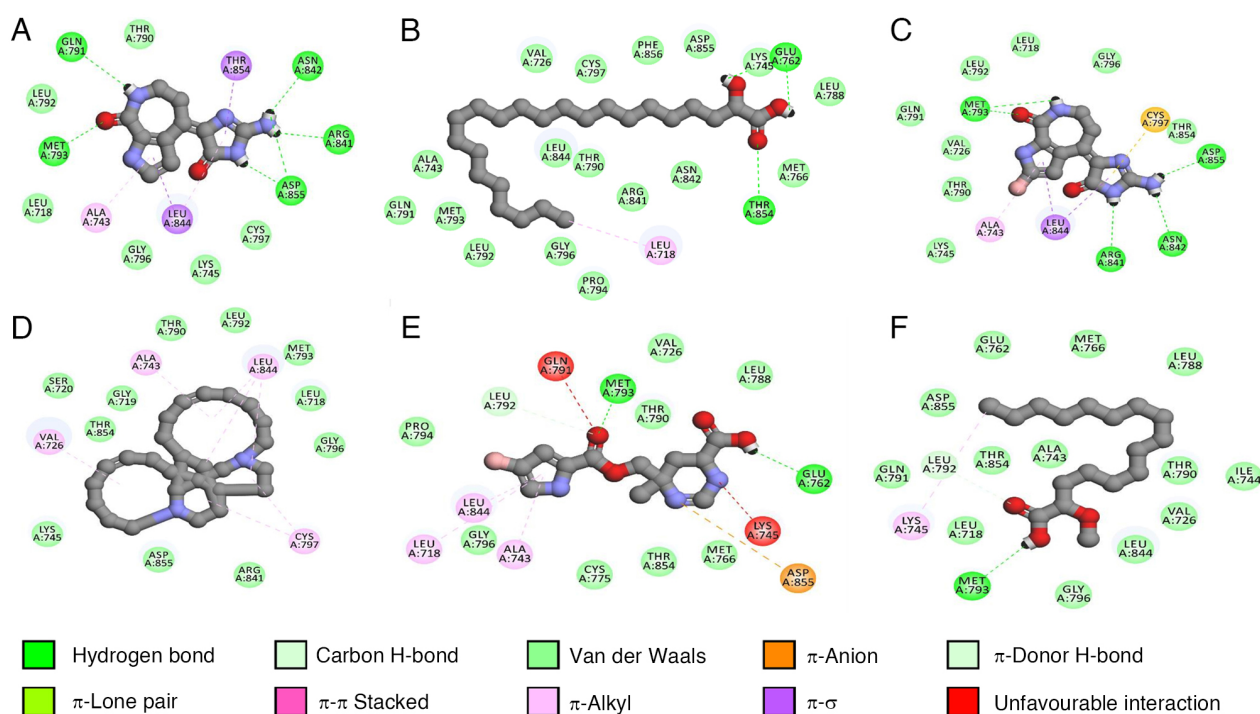 A
GLN
A:791
THR
A:790
THR
A:854
ASN
A:842
LEU
A:792
MET
A:793
ARG
A:841
ASP
A:855
LEU
A:718
ALA
A:743
LEU
A:844
CYS
A:797
GLY
A:796
LYS
A:745
B
VAL
A:726
CYS
A:797
PHE
A:856
ASP
A:855
LYS
A:745
GLU
A:762
LEU
A:788
ALA
A:743
LEU
A:844
THR
A:790
ASN
A:842
MET
A:766
ARG
A:841
GLN
A:791
MET
A:793
THR
A:854
LEU
A:792
GLY
A:796
LEU
A:718
PRO
A:794
C
LEU
A:718
LEU
A:792
GLY
A:796
GLN
A:791
MET
A:793
CYS
A:797
THR
A:854
VAL
A:726
ASP
A:855
THR
A:790
ALA
A:743
LEU
A:844
LYS
A:745
ARG
A:841
ASN
A:842
D
THR
A:790
LEU
A:792
ALA
A:743
LEU
A:844
MET
A:793
SER
A:720
GLY
A:719
LEU
A:718
THR
A:854
VAL
A:726
GLY
A:796
LYS
A:745
ASP
A:855
ARG
A:841
CYS
A:797
E
GLN
A:791
VAL
A:726
MET
A:793
LEU
A:788
LEU
A:792
THR
A:790
PRO
A:794
GLU
A:762
LEU
A:844
LYS
A:745
LEU
A:718
GLY
A:796
ALA
A:743
CYS
A:775
THR
A:854
MET
A:766
ASP
A:855
F
GLU
A:762
MET
A:766
LEU
A:788
ASP
A:855
GLN
A:791
LEU
A:792
THR
A:854
ALA
A:743
THR
A:790
ILE
A:744
LYS
A:745
LEU
A:718
VAL
A:726
LEU
A:844
MET
A:793
GLY
A:796
Hydrogen bond
Carbon H-bond
Van der Waals
π-Anion
π-Donor H-bond
π-Lone pair
π-π Stacked
π-Alkyl
π-σ
Unfavourable interaction